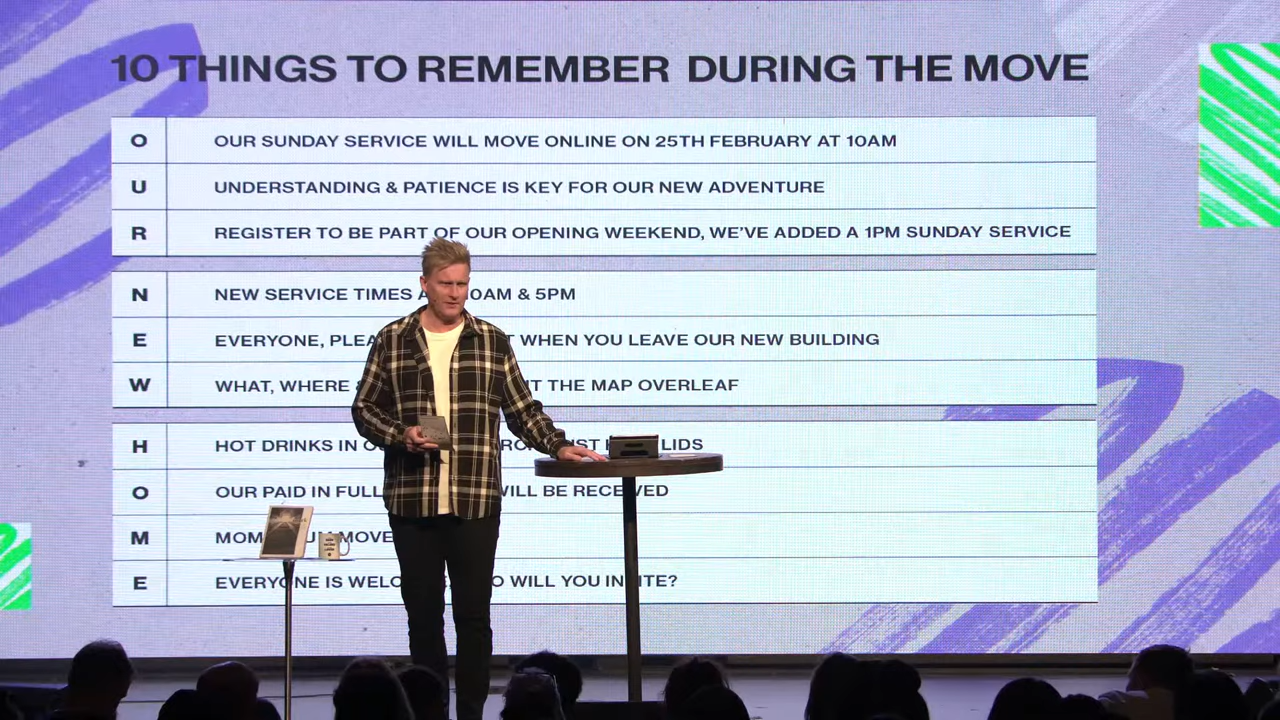 10 THINGS TO REMEMBER DURING THE MOVE
O OUR SUNDAY SERVICE WILL MOVE ONLINE ON 25TH FEBRUARY AT 10AM
U UNDERSTANDING & PATIENCE IS KEY FOR OUR NEW ADVENTURE
R REGISTER TO BE PART OF OUR OPENING WEEKEND, WE'VE ADDED A 1PM SUNDAY SERVICE
N NEW SERVICE TIMES 10AM & 5PM
E EVERYONE, WHEN YOU LEAVE OUR NEW BUILDING
W WHAT, WHERE THE MAP OVERLEAF
H HOT DRINKS IN LIDS
O OUR PAID IN FULL WILL BE RECEIVED
M MOVE
E EVERYONE IS WILL YOU INVITE?